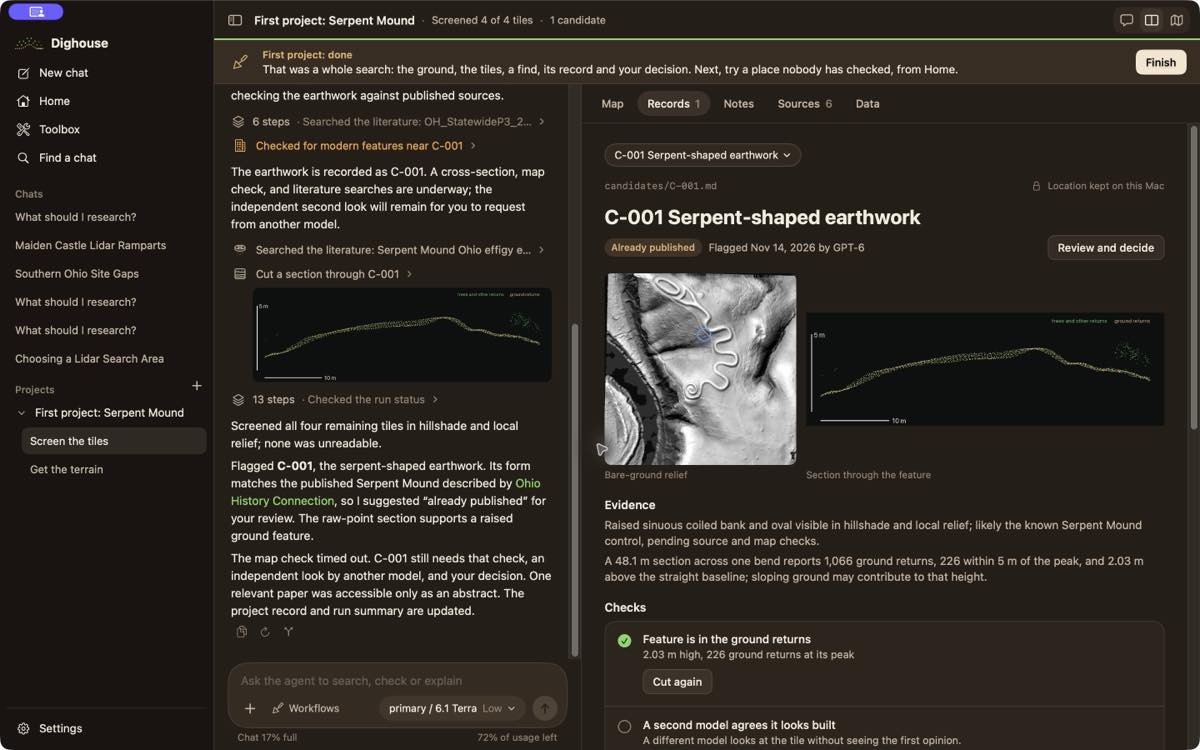 Dighouse
New chat
Home
Toolbox
Find a chat
Chats
What should I research?
Maiden Castle Lidar Ramparts
Southern Ohio Site Gaps
What should I research?
What should I research?
Choosing a Lidar Search Area
Projects
First project: Serpent Mound
Screen the tiles
Get the terrain
Settings
First project: Serpent Mound · Screened 4 of 4 tiles · 1 candidate
First project: done
That was a whole search: the ground, the tiles, a find, its record and your decision. Next, try a place nobody has checked, from Home.
Finish
checking the earthwork against published sources.
6 steps · Searched the literature: OH_StatewideP3_2...
Checked for modern features near C-001
The earthwork is recorded as C-001. A cross-section, map
check, and literature searches are underway; the
independent second look will remain for you to request
from another model.
Searched the literature: Serpent Mound Ohio effigy e...
Cut a section through C-001
trees and other returns ground returns
5 m
10 m
13 steps · Checked the run status
Screened all four remaining tiles in hillshade and local
relief; none was unreadable.
Flagged C-001, the serpent-shaped earthwork. Its form
matches the published Serpent Mound described by Ohio
History Connection, so I suggested “already published” for
your review. The raw-point section supports a raised
ground feature.
The map check timed out. C-001 still needs that check, an
independent look by another model, and your decision. One
relevant paper was accessible only as an abstract. The
project record and run summary are updated.
Ask the agent to search, check or explain
Workflows
primary / 6.1 Terra Low
Chat 17% full
72% of usage left
Map
Records 1
Notes
Sources 6
Data
C-001 Serpent-shaped earthwork
candidates/C-001.md
Location kept on this Mac
C-001 Serpent-shaped earthwork
Already published
Flagged Nov 14, 2026 by GPT-6
Review and decide
trees and other returns ground returns
5 m
10 m
Bare-ground relief
Section through the feature
Evidence
Raised sinuous coiled bank and oval visible in hillshade and local relief; likely the known Serpent Mound
control, pending source and map checks.
A 48.1 m section across one bend reports 1,066 ground returns, 226 within 5 m of the peak, and 2.03 m
above the straight baseline; sloping ground may contribute to that height.
Checks
Feature is in the ground returns
2.03 m high, 226 ground returns at its peak
Cut again
A second model agrees it looks built
A different model looks at the tile without seeing the first opinion.